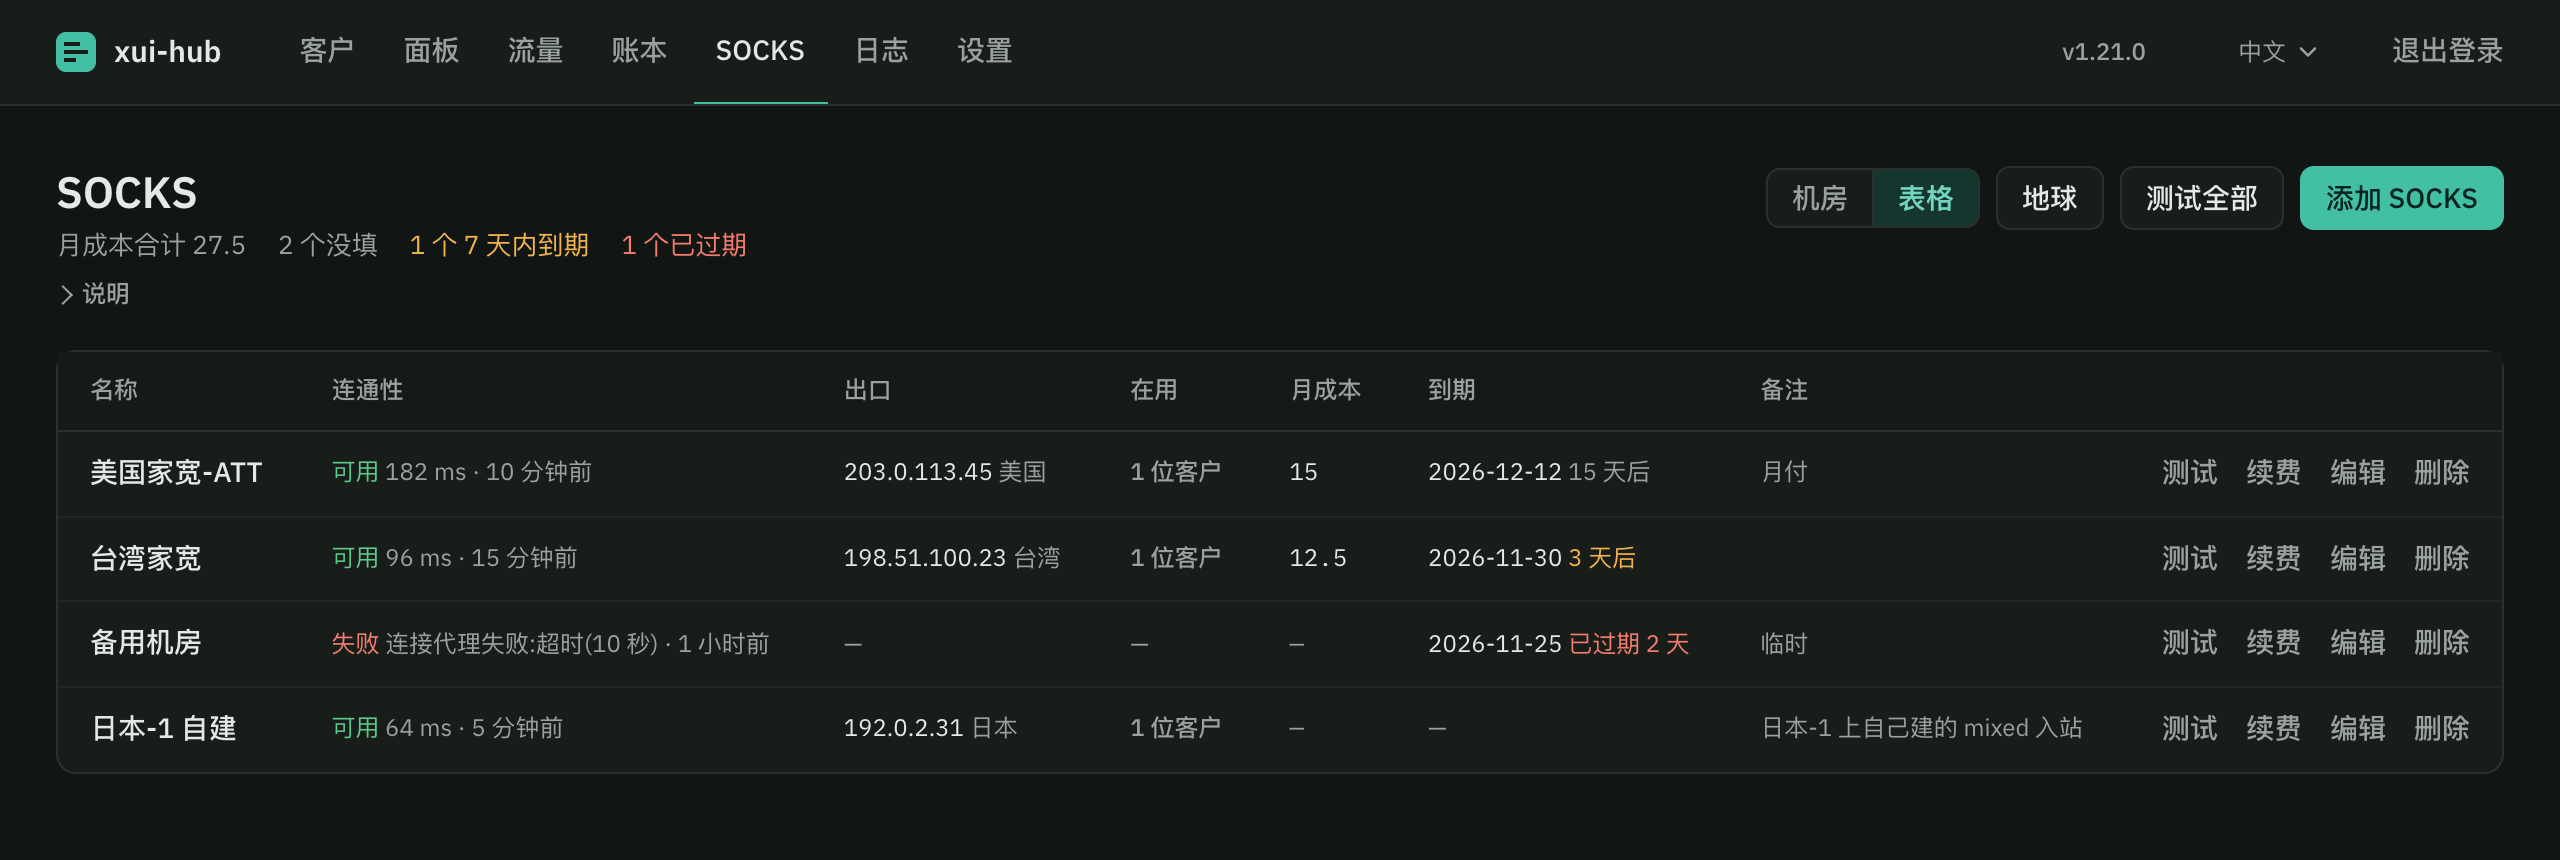 xui-hub 客户 面板 流量 账本 SOCKS 日志 设置 v1.21.0 中文 退出登录
SOCKS
机房 表格 地球 测试全部 添加 SOCKS
月成本合计 27.5 2 个没填 1 个 7 天内到期 1 个已过期
说明
名称 连通性 出口 在用 月成本 到期 备注
美国家宽-ATT 可用 182 ms · 10 分钟前 203.0.113.45 美国 1 位客户 15 2026-12-12 15 天后 月付 测试 续费 编辑 删除
台湾家宽 可用 96 ms · 15 分钟前 198.51.100.23 台湾 1 位客户 12.5 2026-11-30 3 天后 测试 续费 编辑 删除
备用机房 失败 连接代理失败:超时(10 秒) · 1 小时前 — — — 2026-11-25 已过期 2 天 临时 测试 续费 编辑 删除
日本-1 自建 可用 64 ms · 5 分钟前 192.0.2.31 日本 1 位客户 — — 日本-1 上自己建的 mixed 入站 测试 续费 编辑 删除